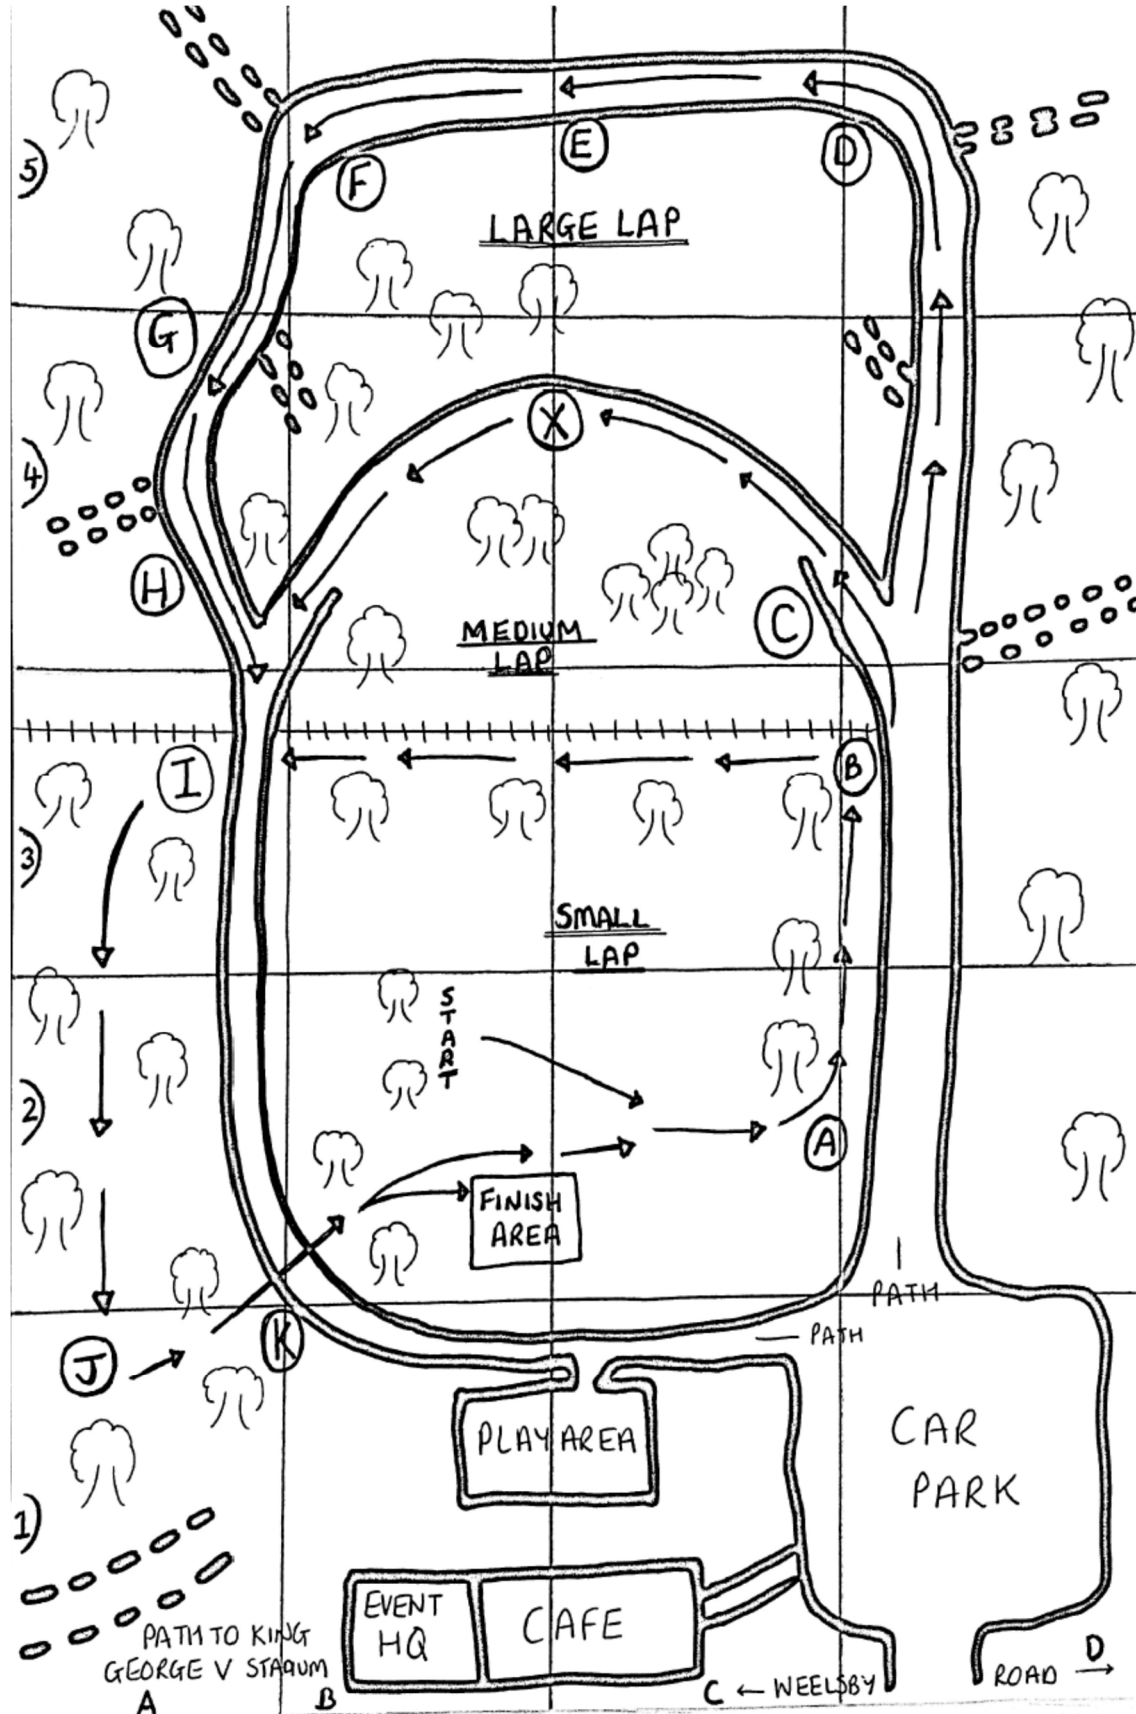 5)
E
D
F
LARGE LAP
G
X
4)
H
C
MEDIUM
LAP
I
B
3)
SMALL
LAP
START
2)
A
FINISH
AREA
PATH
PATH
K
J
CAR
PARK
PLAY AREA
1)
EVENT
HQ
CAFE
PATH TO KING
GEORGE V STADIUM
A
B
C
← WEELSBY
ROAD →
D